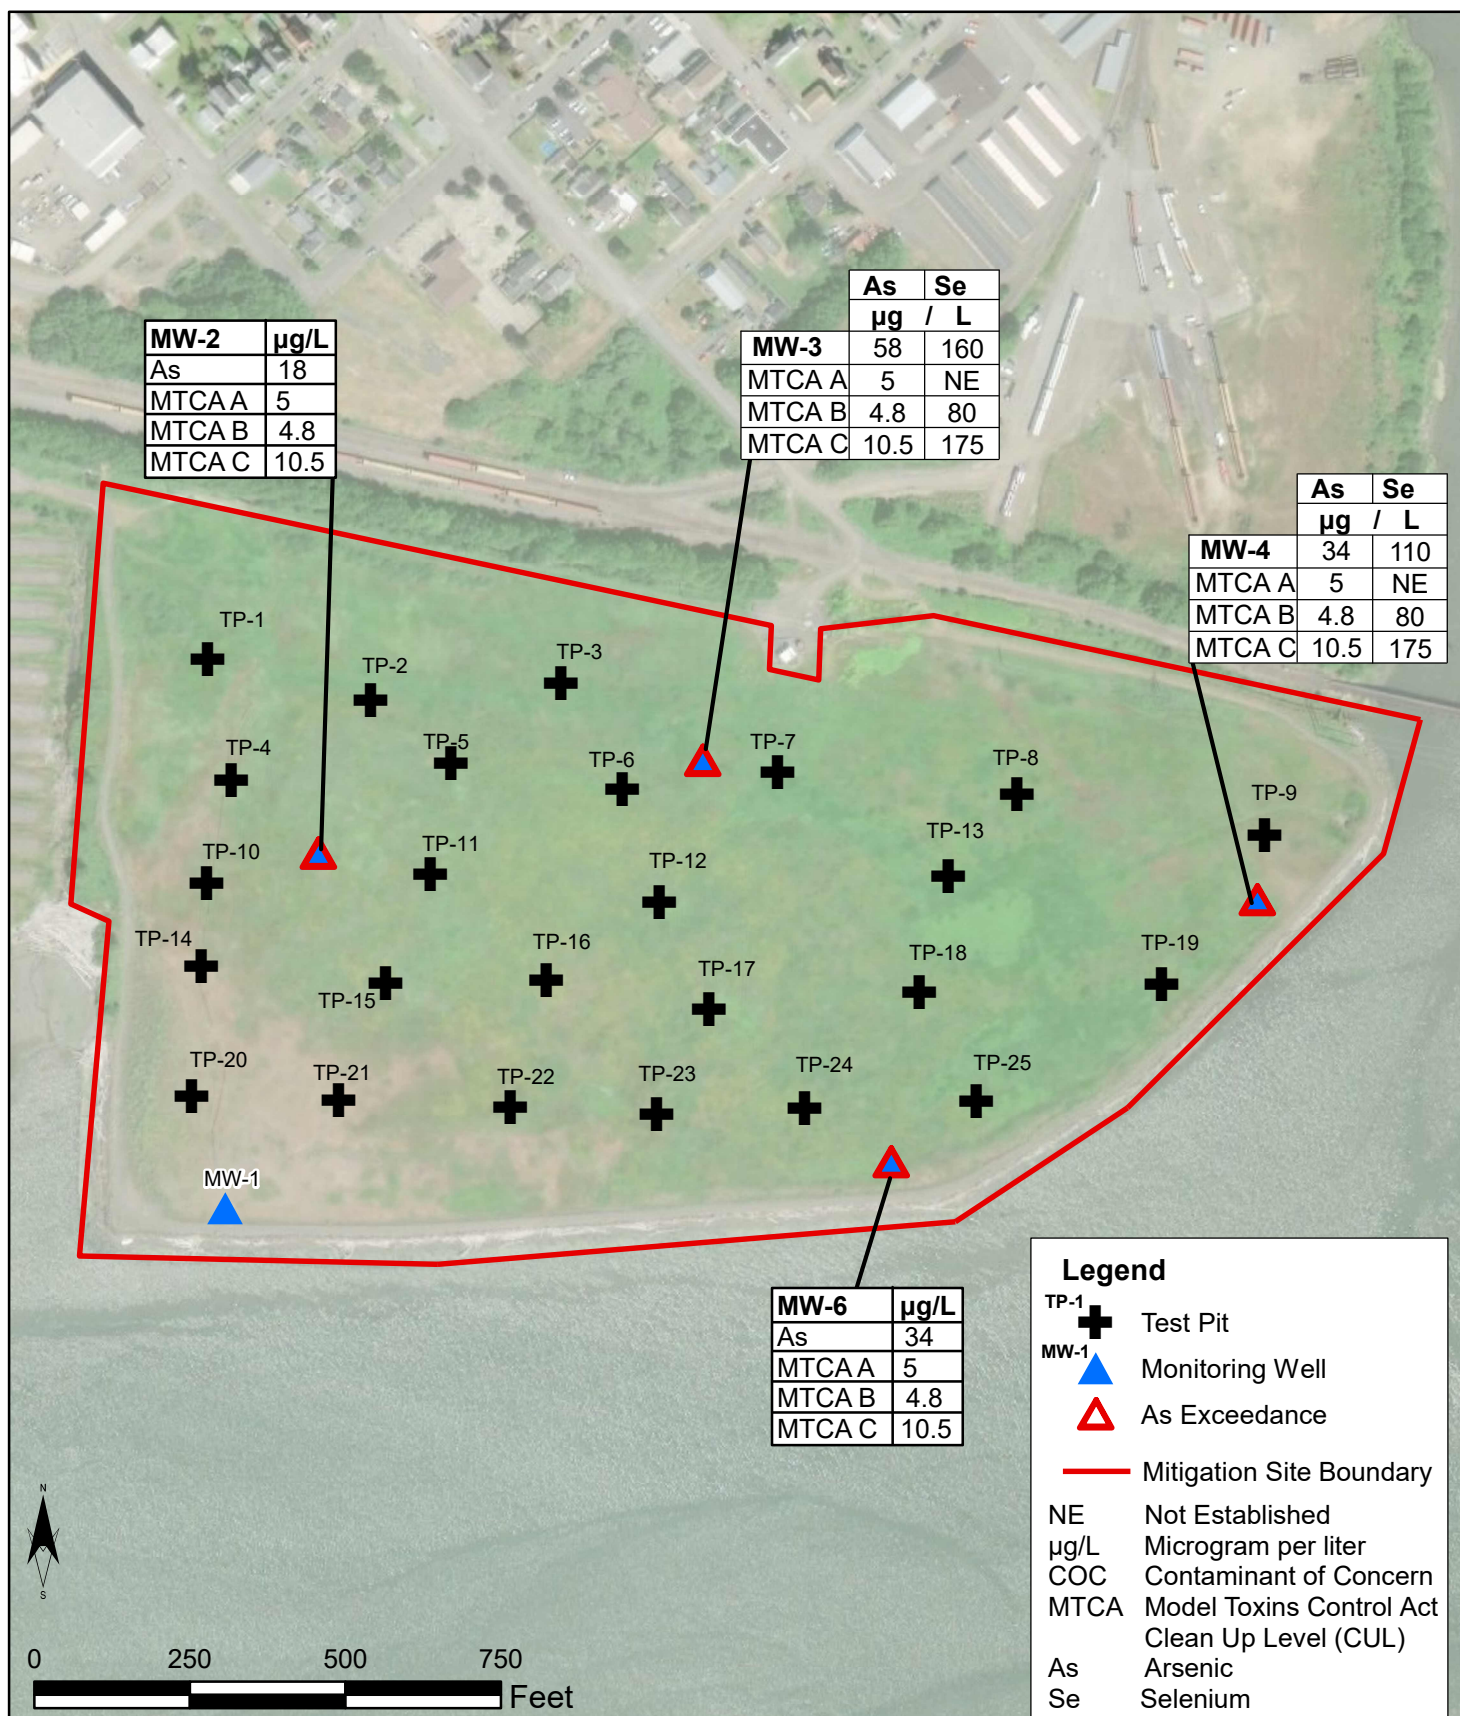 As Se
µg / L
MW-3 58 160
MTCA A 5 NE
MTCA B 4.8 80
MTCA C 10.5 175
MW-2 µg/L
As 18
MTCA A 5
MTCA B 4.8
MTCA C 10.5
As Se
µg / L
MW-4 34 110
MTCA A 5 NE
MTCA B 4.8 80
MTCA C 10.5 175
TP-1
TP-2
TP-3
TP-4
TP-5
TP-6
TP-7
TP-8
TP-9
TP-10
TP-11
TP-12
TP-13
TP-14
TP-15
TP-16
TP-17
TP-18
TP-19
TP-20
TP-21
TP-22
TP-23
TP-24
TP-25
MW-1
MW-6 µg/L
As 34
MTCA A 5
MTCA B 4.8
MTCA C 10.5
Legend
TP-1 Test Pit
MW-1 Monitoring Well
As Exceedance
Mitigation Site Boundary
NE Not Established
µg/L Microgram per liter
COC Contaminant of Concern
MTCA Model Toxins Control Act
Clean Up Level (CUL)
As Arsenic
Se Selenium
N
S
0 250 500 750
Feet